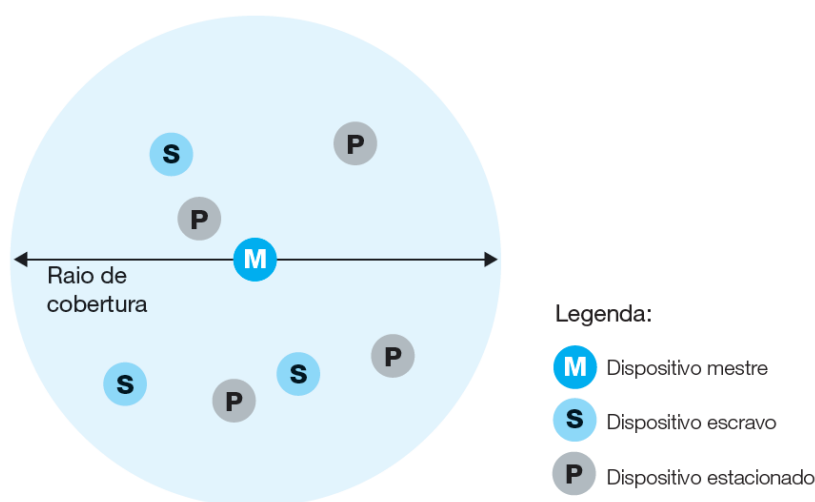 S
P
P
M
Raio de
cobertura
P
S
S
P
Legenda:
M Dispositivo mestre
S Dispositivo escravo
P Dispositivo estacionado